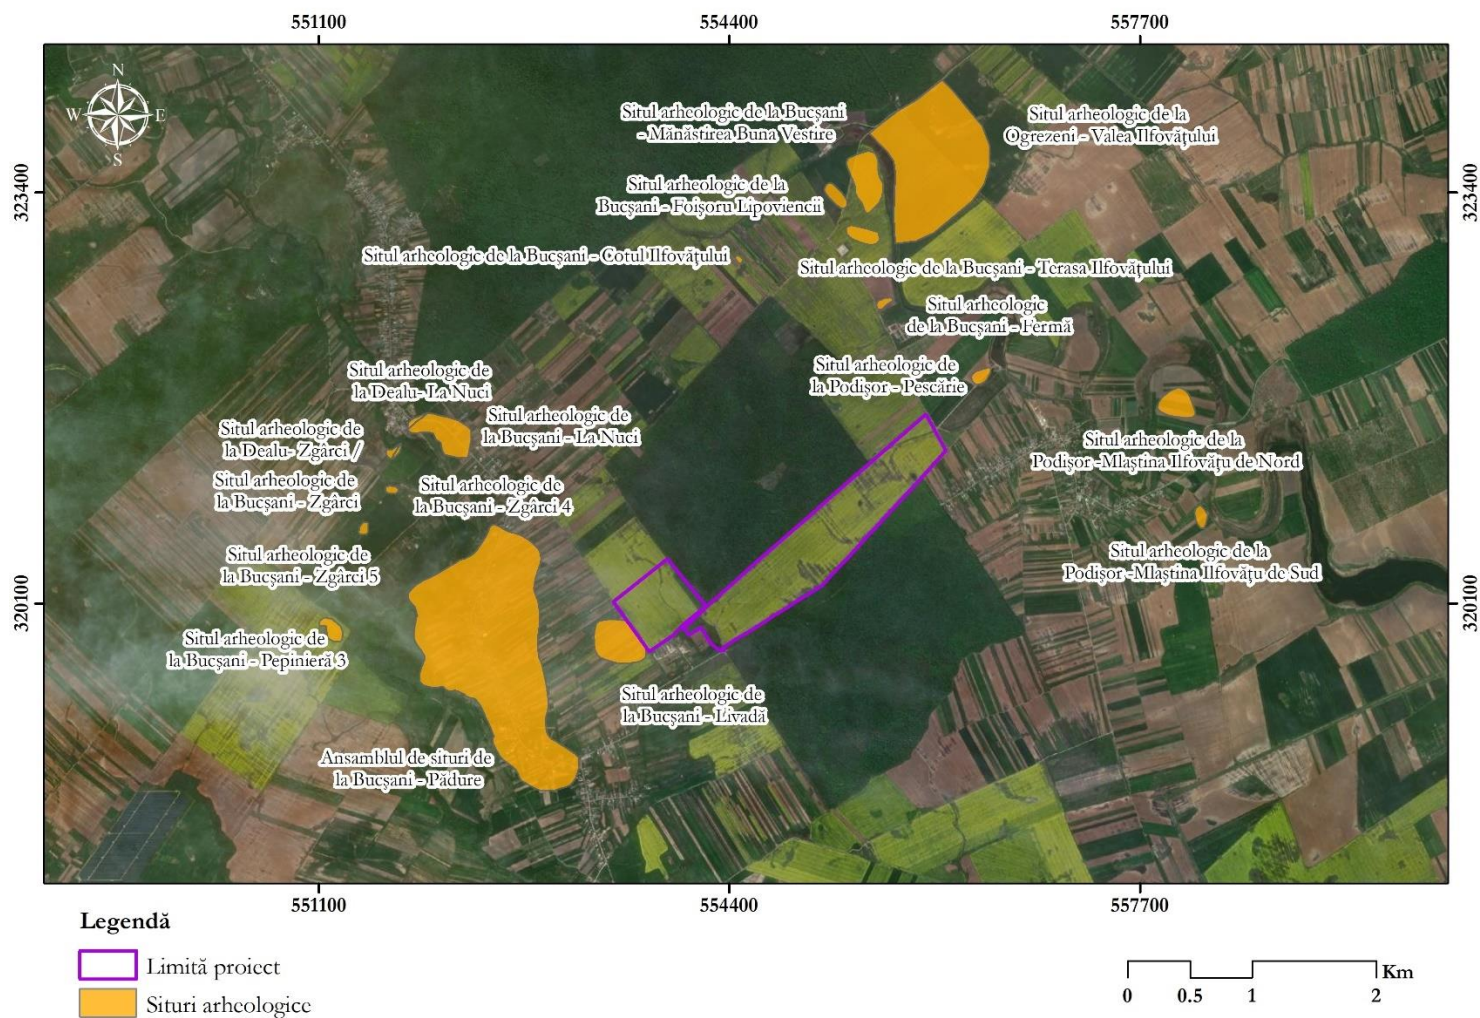 551100
554400
557700
N
W
E
S
323400
323400
Situl arheologic de la Bucșani
- Mănăstirea Buna Vestire
Situl arheologic de la
Ogrezeni - Valea Ilfovățului
Situl arheologic de la
Bucșani - Foișoru Lipoviencii
Situl arheologic de la Bucșani - Cotul Ilfovățului
Situl arheologic de la Bucșani - Terasa Ilfovățului
Situl arheologic
de la Bucșani - Fermă
Situl arheologic de
la Podișor - Pescărie
Situl arheologic de
la Dealu- La Nuci
Situl arheologic de
la Bucșani - La Nuci
Situl arheologic de
la Dealu- Zgârci /
Situl arheologic de
la Bucșani - Zgârci
Situl arheologic de
la Bucșani - Zgârci 4
Situl arheologic de la
Podișor -Mlaștina Ilfovățu de Nord
Situl arheologic de
la Bucșani - Zgârci 5
Situl arheologic de la
Podișor -Mlaștina Ilfovățu de Sud
320100
320100
Situl arheologic de
la Bucșani - Pepinieră 3
Situl arheologic de
la Bucșani - Livadă
Ansamblul de situri de
la Bucșani - Pădure
551100
554400
557700
Legendă
Limită proiect
Situri arheologice
Km
0 0.5 1 2